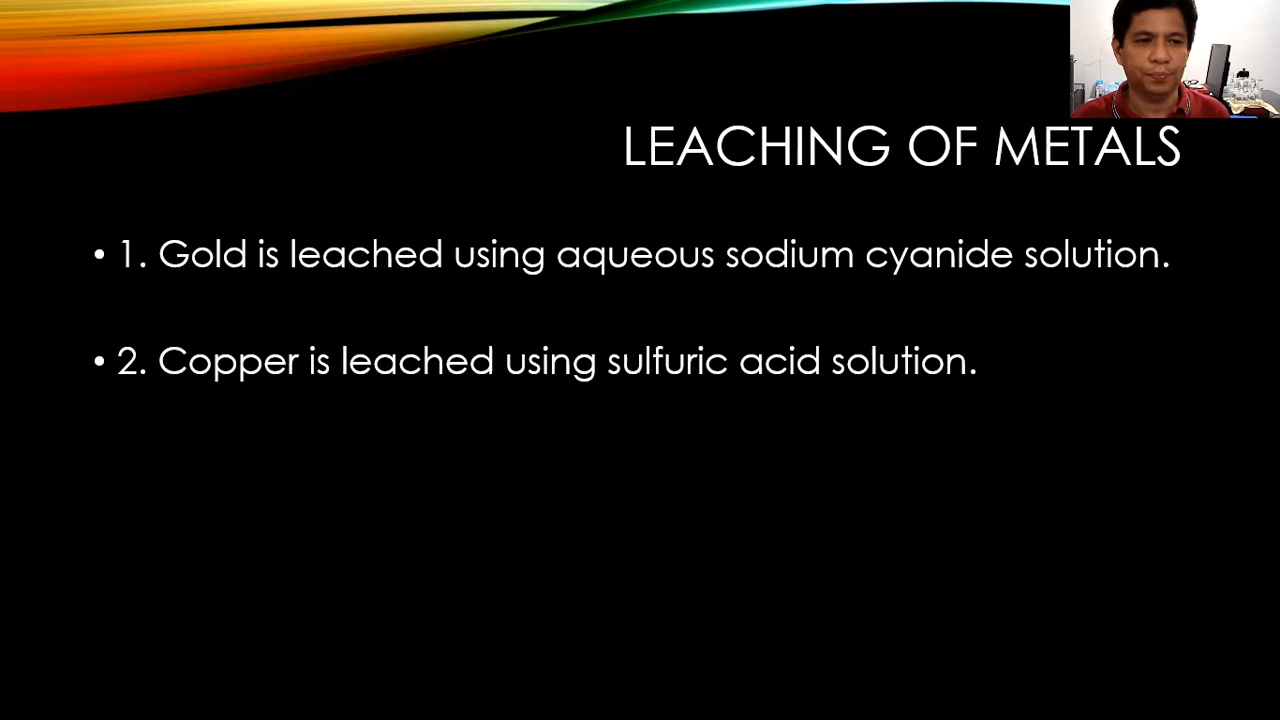 LEACHING OF METALS
• 1. Gold is leached using aqueous sodium cyanide solution.
• 2. Copper is leached using sulfuric acid solution.